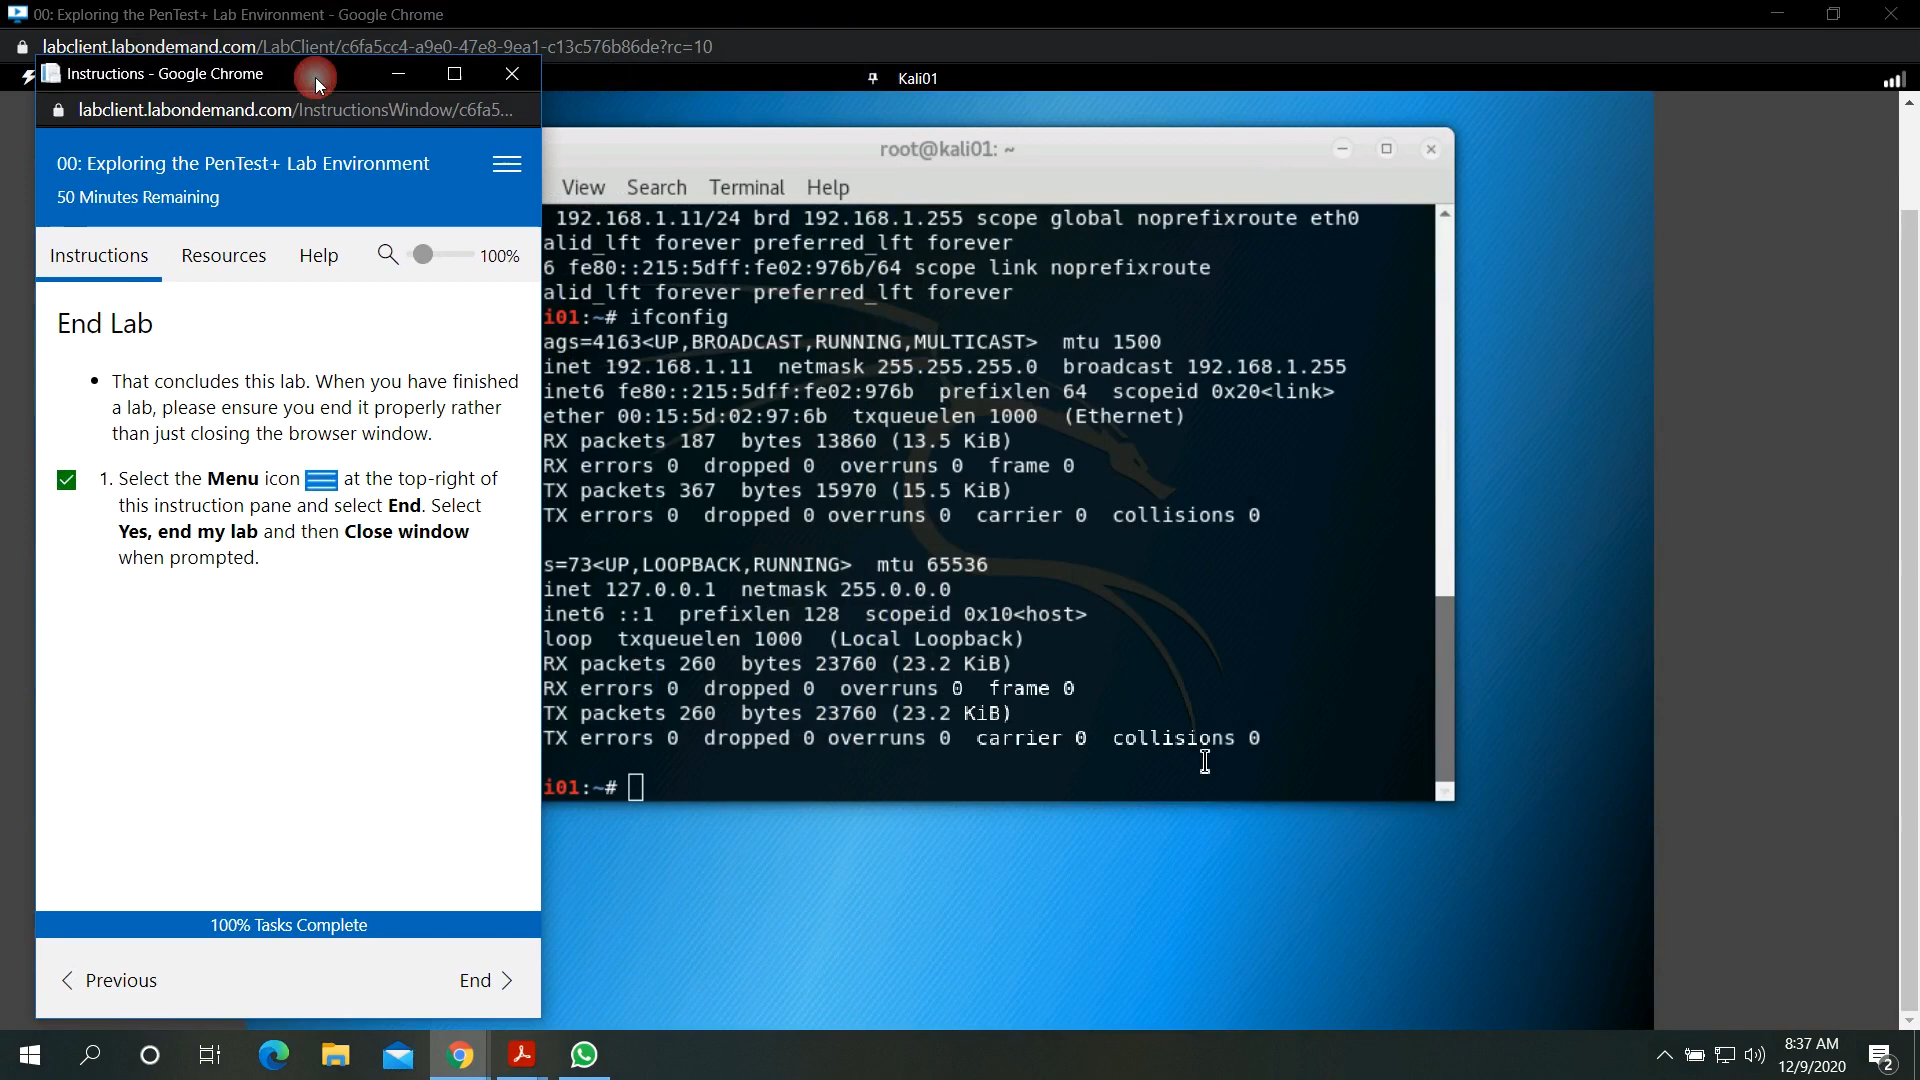 00: Exploring the PenTest+ Lab Environment - Google Chrome
labclient.labondemand.com/LabClient/c6fa5cc4-a9e0-47e8-9ea1-c13c576b86de?rc=10
Kali01
Instructions - Google Chrome
labclient.labondemand.com/InstructionsWindow/c6fa5...
00: Exploring the PenTest+ Lab Environment
50 Minutes Remaining
Instructions Resources Help 100%
End Lab
• That concludes this lab. When you have finished
a lab, please ensure you end it properly rather
than just closing the browser window.
1. Select the Menu icon at the top-right of
this instruction pane and select End. Select
Yes, end my lab and then Close window
when prompted.
100% Tasks Complete
Previous End
root@kali01: ~
View Search Terminal Help
192.168.1.11/24 brd 192.168.1.255 scope global noprefixroute eth0
alid_lft forever preferred_lft forever
6 fe80::215:5dff:fe02:976b/64 scope link noprefixroute
alid_lft forever preferred_lft forever
i01:~# ifconfig
ags=4163<UP,BROADCAST,RUNNING,MULTICAST> mtu 1500
inet 192.168.1.11 netmask 255.255.255.0 broadcast 192.168.1.255
inet6 fe80::215:5dff:fe02:976b prefixlen 64 scopeid 0x20<link>
ether 00:15:5d:02:97:6b txqueuelen 1000 (Ethernet)
RX packets 187 bytes 13860 (13.5 KiB)
RX errors 0 dropped 0 overruns 0 frame 0
TX packets 367 bytes 15970 (15.5 KiB)
TX errors 0 dropped 0 overruns 0 carrier 0 collisions 0
s=73<UP,LOOPBACK,RUNNING> mtu 65536
inet 127.0.0.1 netmask 255.0.0.0
inet6 ::1 prefixlen 128 scopeid 0x10<host>
loop txqueuelen 1000 (Local Loopback)
RX packets 260 bytes 23760 (23.2 KiB)
RX errors 0 dropped 0 overruns 0 frame 0
TX packets 260 bytes 23760 (23.2 KiB)
TX errors 0 dropped 0 overruns 0 carrier 0 collisions 0
i01:~#
8:37 AM
12/9/2020
2